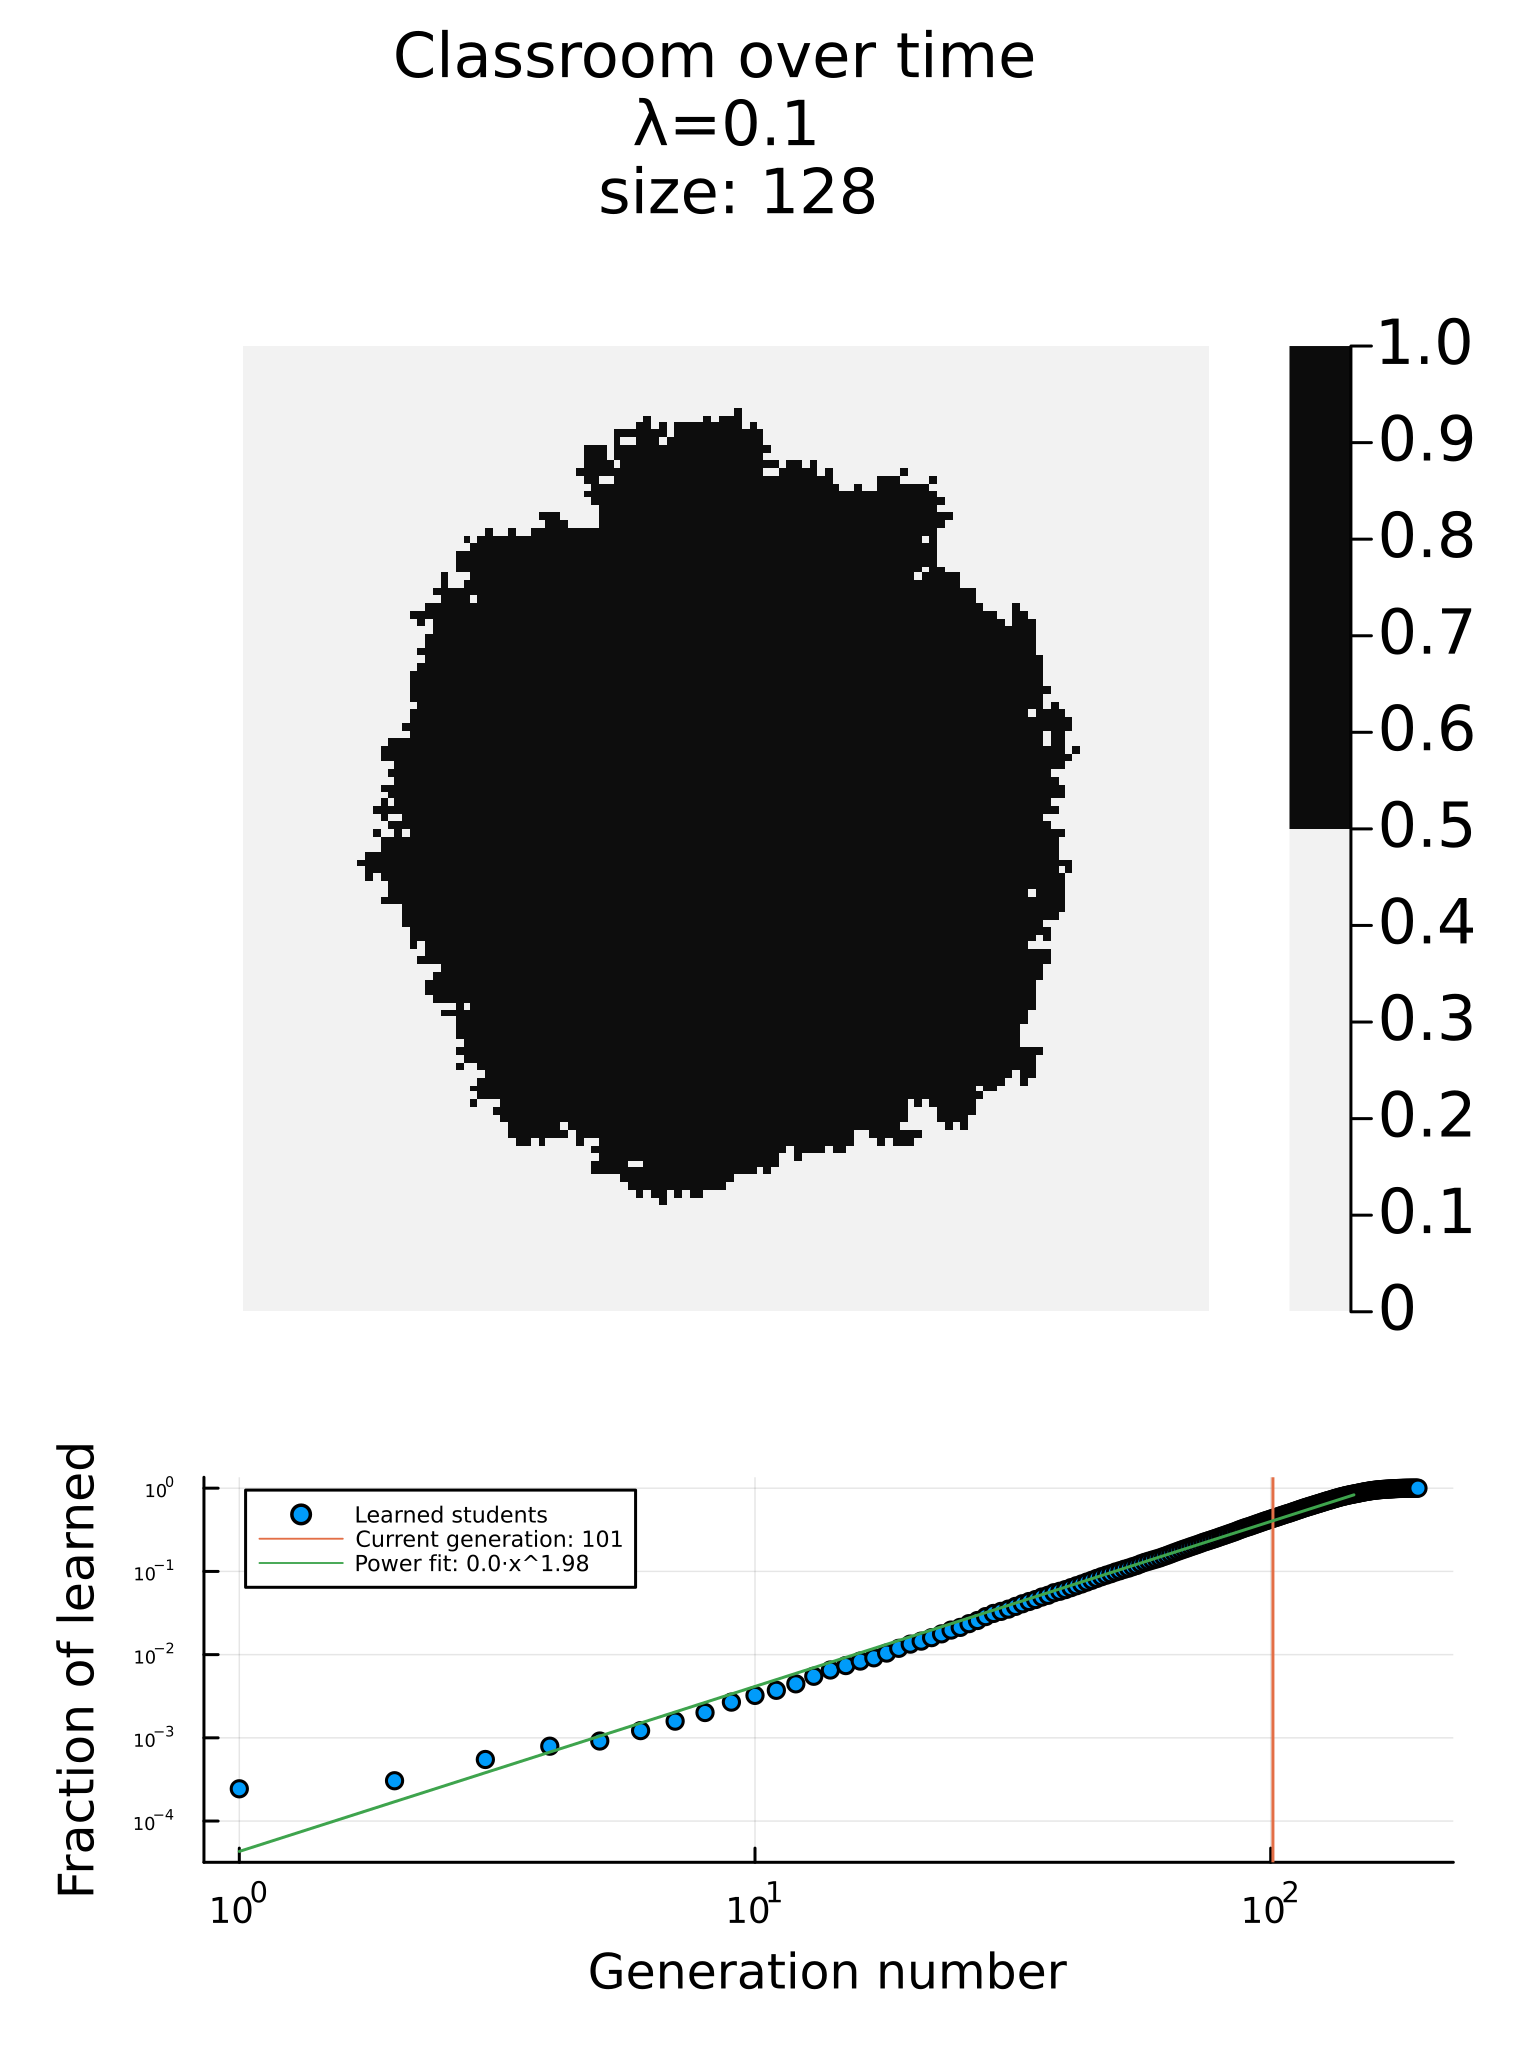 Classroom over time
λ=0.1
size: 128
1.0
0.9
0.8
0.7
0.6
0.5
0.4
0.3
0.2
0.1
0
Fraction of learned
10^0
10^-1
10^-2
10^-3
10^-4
Learned students
Current generation: 101
Power fit: 0.0·x^1.98
10^0
10^1
10^2
Generation number